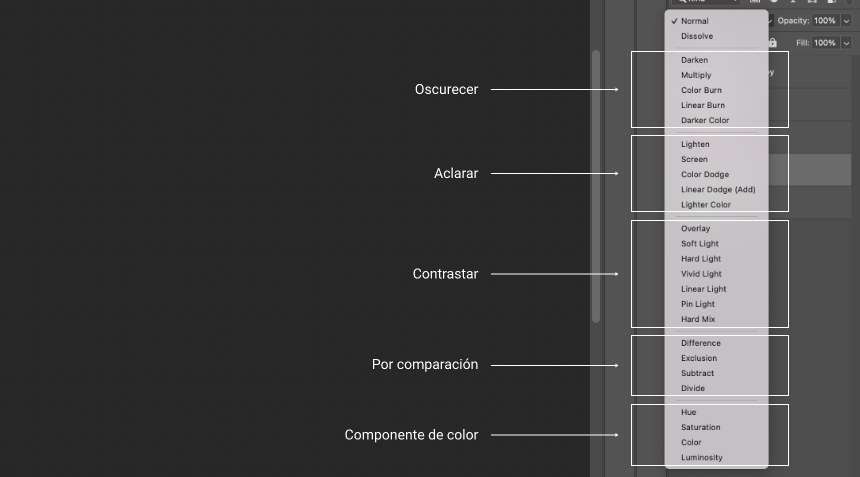 ✓ Normal
Opacity: 100%
Dissolve
Fill: 100%
Oscurecer
Darken
Multiply
Color Burn
Linear Burn
Darker Color
Aclarar
Lighten
Screen
Color Dodge
Linear Dodge (Add)
Lighter Color
Contrastar
Overlay
Soft Light
Hard Light
Vivid Light
Linear Light
Pin Light
Hard Mix
Por comparación
Difference
Exclusion
Subtract
Divide
Componente de color
Hue
Saturation
Color
Luminosity